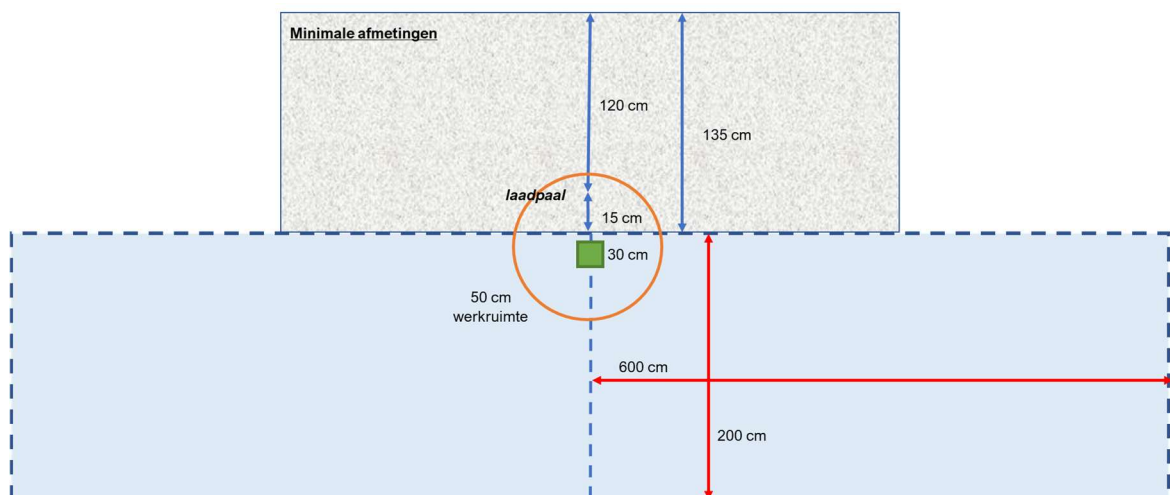 Minimale afmetingen
120 cm
135 cm
laadpaal
15 cm
30 cm
50 cm
werkruimte
600 cm
200 cm